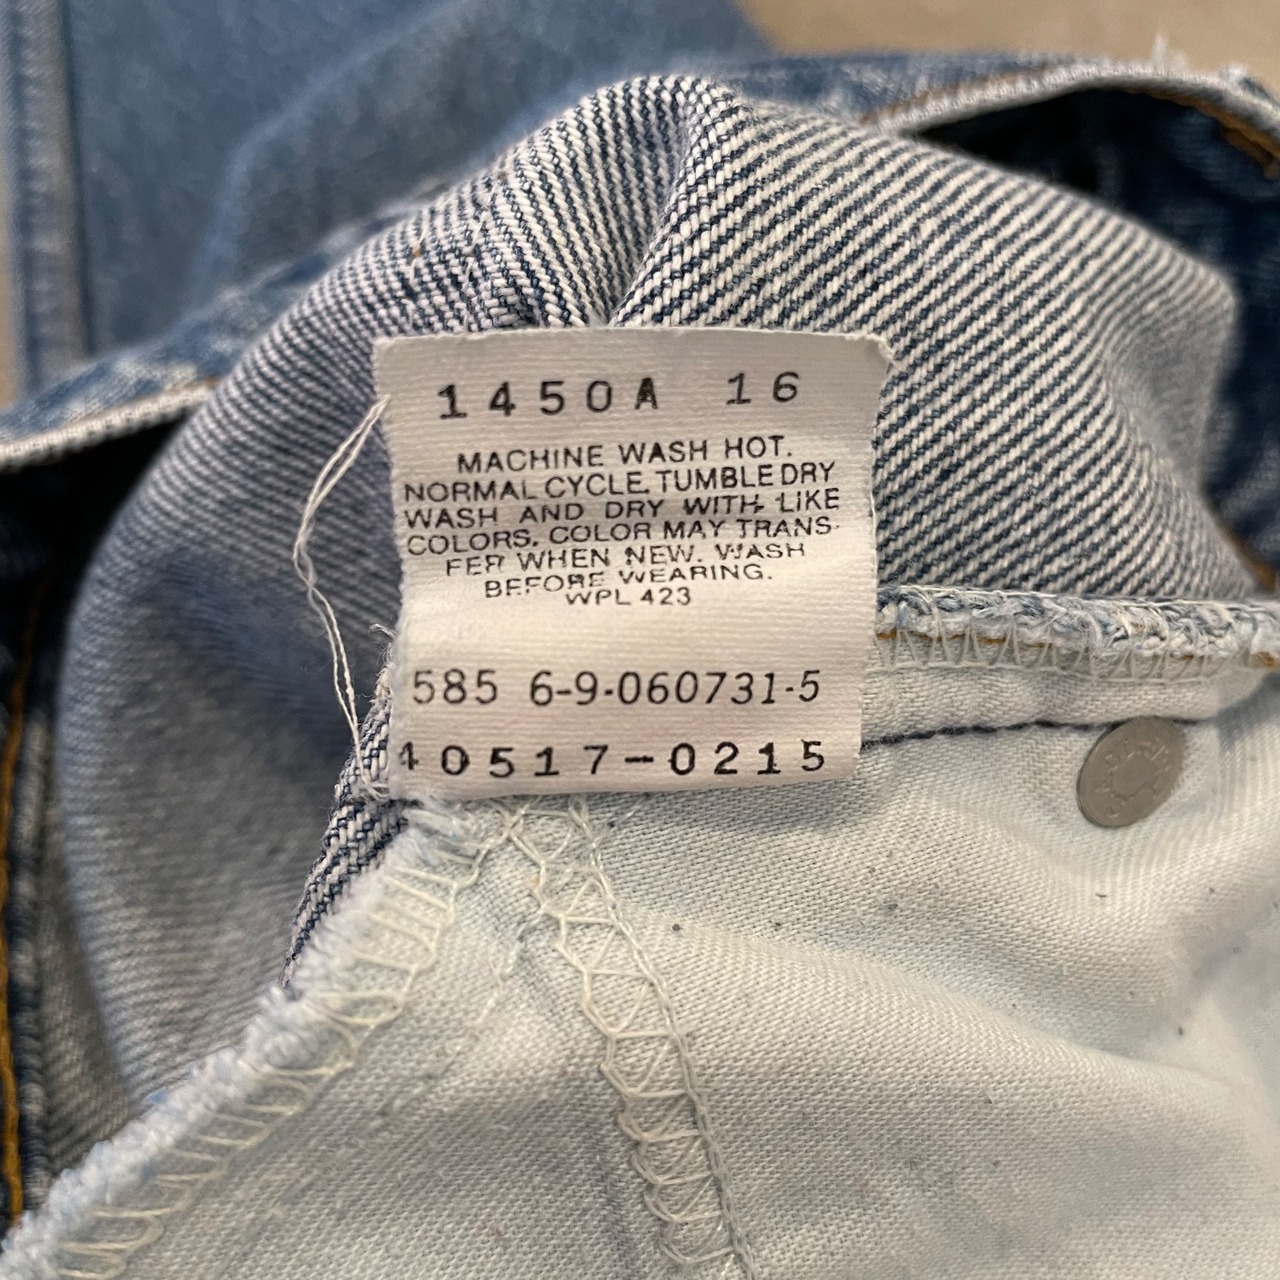 1450A 16
MACHINE WASH HOT.
NORMAL CYCLE. TUMBLE DRY
WASH AND DRY WITH LIKE
COLORS. COLOR MAY TRANS-
FER WHEN NEW. WASH
BEFORE WEARING.
WPL 423
585 6-9-060731-5
40517-0215